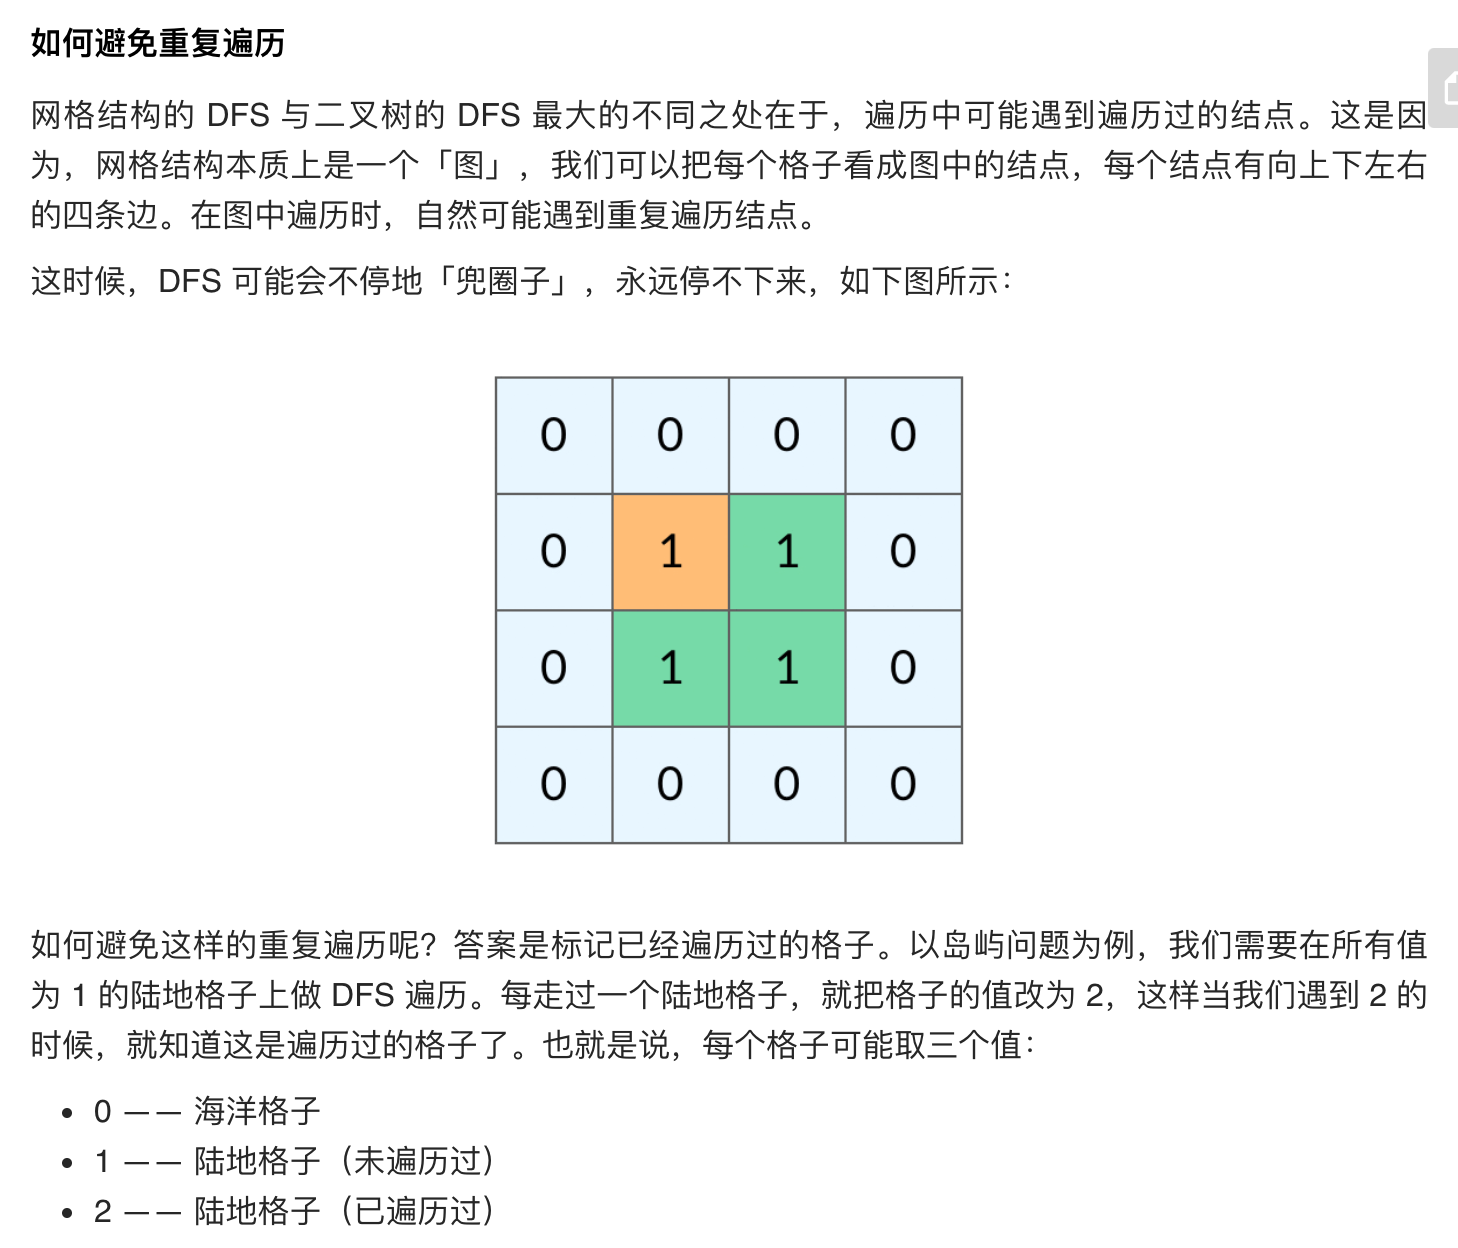 如何避免重复遍历
网格结构的 DFS 与二叉树的 DFS 最大的不同之处在于，遍历中可能遇到遍历过的结点。这是因
为，网格结构本质上是一个「图」，我们可以把每个格子看成图中的结点，每个结点有向上下左右
的四条边。在图中遍历时，自然可能遇到重复遍历结点。
这时候，DFS 可能会不停地「兜圈子」，永远停不下来，如下图所示：
0 0 0 0
0 1 1 0
0 1 1 0
0 0 0 0
如何避免这样的重复遍历呢？答案是标记已经遍历过的格子。以岛屿问题为例，我们需要在所有值
为 1 的陆地格子上做 DFS 遍历。每走过一个陆地格子，就把格子的值改为 2，这样当我们遇到 2 的
时候，就知道这是遍历过的格子了。也就是说，每个格子可能取三个值：
• 0 —— 海洋格子
• 1 —— 陆地格子（未遍历过）
• 2 —— 陆地格子（已遍历过）